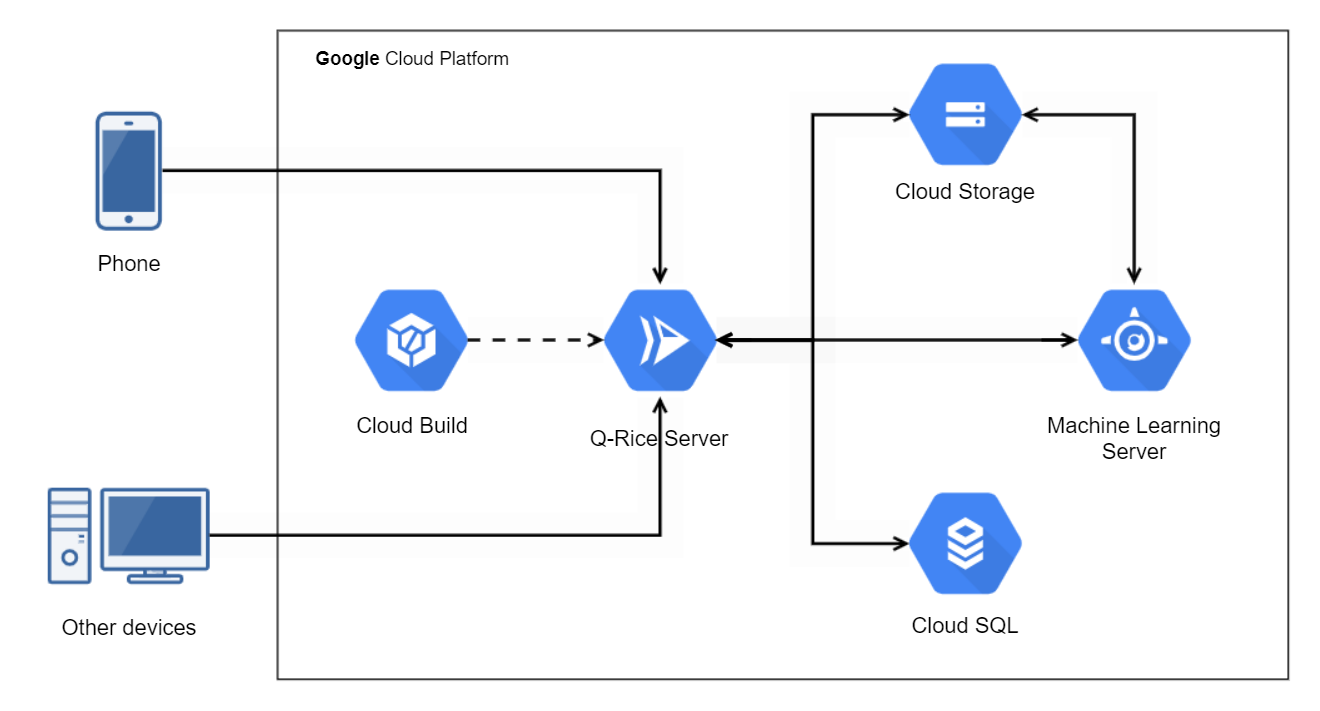 Google Cloud Platform
Cloud Storage
Phone
Cloud Build
Q-Rice Server
Machine Learning
Server
Other devices
Cloud SQL